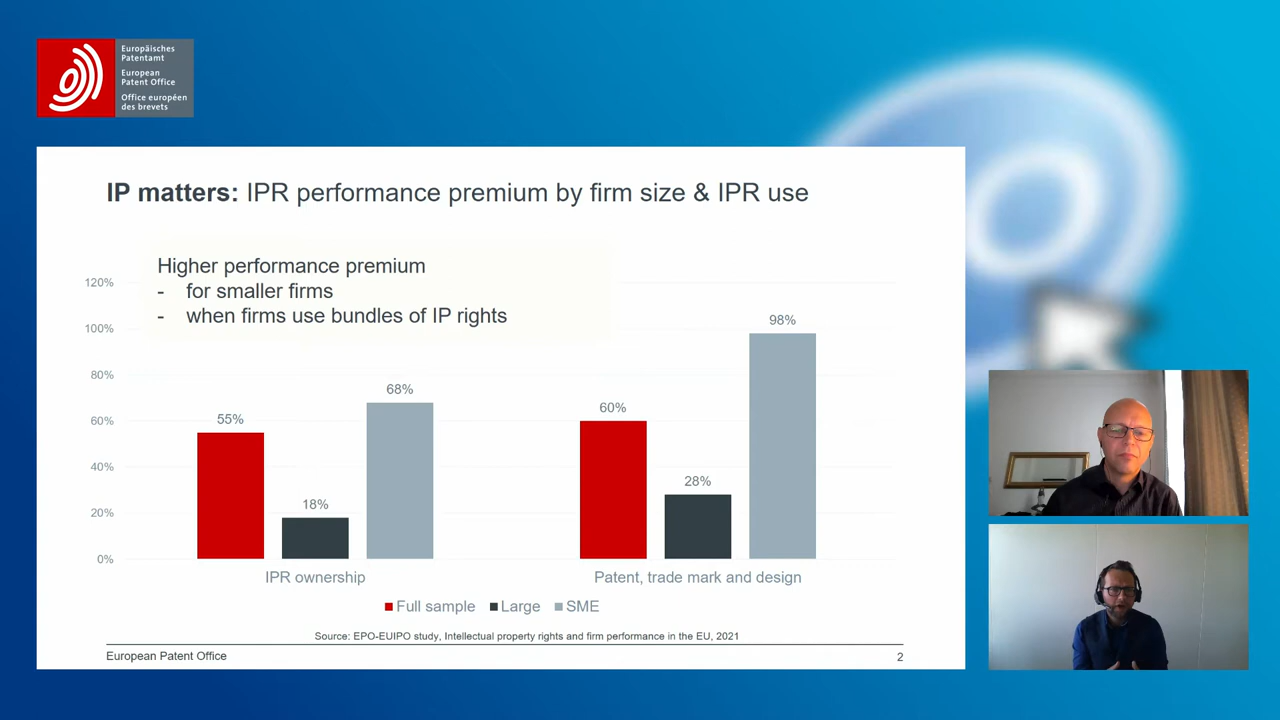 Europäisches
Patentamt
European
Patent Office
Office européen
des brevets
IP matters: IPR performance premium by firm size & IPR use
Higher performance premium
- for smaller firms
- when firms use bundles of IP rights
120%
100%
80%
60%
40%
20%
0%
55%
18%
68%
60%
28%
98%
IPR ownership
Patent, trade mark and design
Full sample
Large
SME
Source: EPO-EUIPO study, Intellectual property rights and firm performance in the EU, 2021
European Patent Office
2